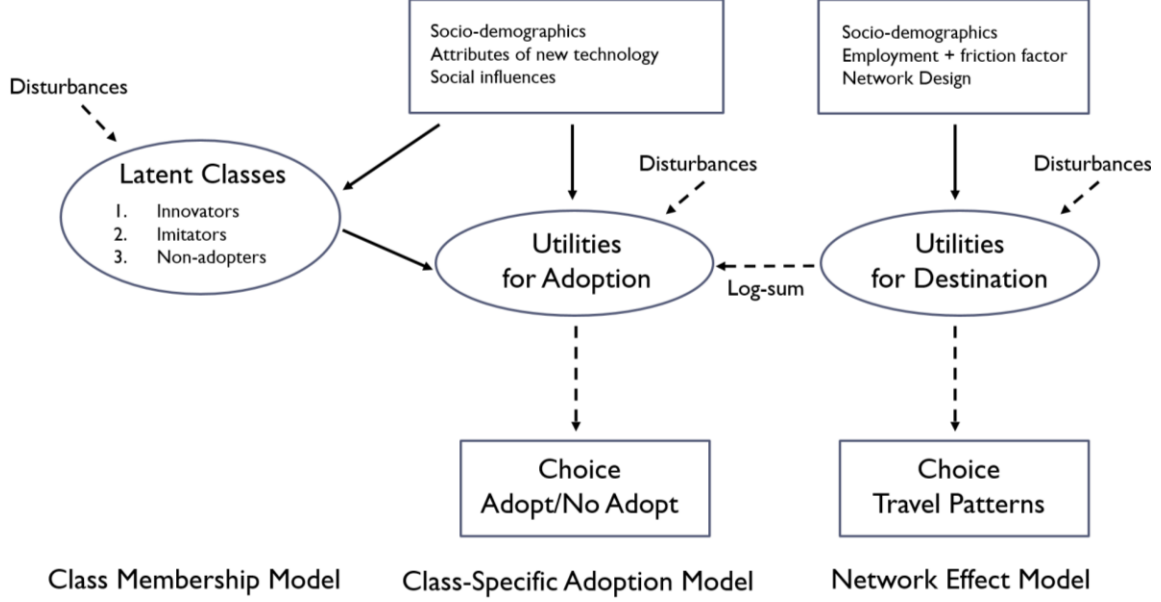 Socio-demographics
Attributes of new technology
Social influences
Socio-demographics
Employment + friction factor
Network Design
Disturbances
Latent Classes
1. Innovators
2. Imitators
3. Non-adopters
Disturbances
Utilities
for Adoption
Log-sum
Disturbances
Utilities
for Destination
Choice
Adopt/No Adopt
Choice
Travel Patterns
Class Membership Model
Class-Specific Adoption Model
Network Effect Model